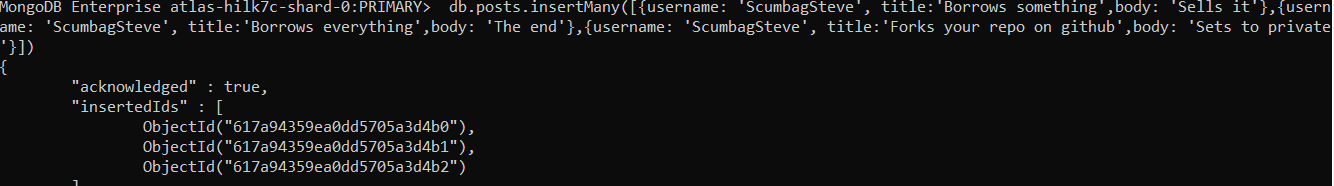 MongoDB Enterprise atlas-hilk7c-shard-0:PRIMARY>  db.posts.insertMany([{username: 'ScumbagSteve', title:'Borrows something',body: 'Sells it'},{usern
ame: 'ScumbagSteve', title:'Borrows everything',body: 'The end'},{username: 'ScumbagSteve', title:'Forks your repo on github',body: 'Sets to private
'}])
{
        "acknowledged" : true,
        "insertedIds" : [
                ObjectId("617a94359ea0dd5705a3d4b0"),
                ObjectId("617a94359ea0dd5705a3d4b1"),
                ObjectId("617a94359ea0dd5705a3d4b2")
        ]